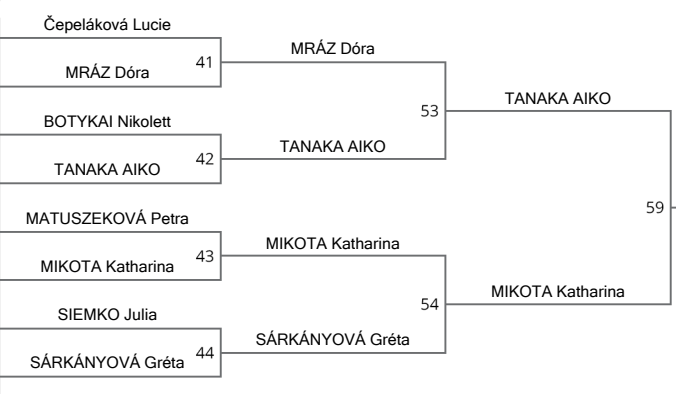 Čepeláková Lucie
MRÁZ Dóra
41
MRÁZ Dóra
BOTYKAI Nikolett
TANAKA AIKO
42
TANAKA AIKO
53
TANAKA AIKO
MATUSZEKOVÁ Petra
MIKOTA Katharina
43
MIKOTA Katharina
SIEMKO Julia
SÁRKÁNYOVÁ Gréta
44
SÁRKÁNYOVÁ Gréta
54
MIKOTA Katharina
59